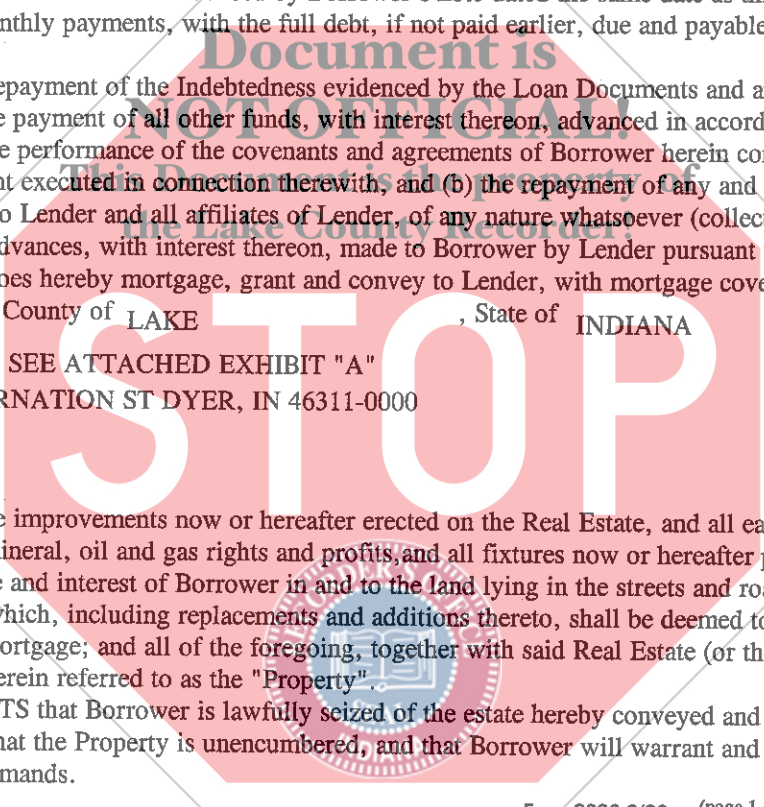 nthly payments, with the full debt, if not paid earlier, due and payable
Document is
epayment of the Indebtedness evidenced by the Loan Documents and a
NOT OFFICIAL!
e payment of all other funds, with interest thereon, advanced in accord
e performance of the covenants and agreements of Borrower herein co
This Document is the property of
nt executed in connection therewith, and (b) the repayment of any and
the Lake County Recorder!
o Lender and all affiliates of Lender, of any nature whatsoever (collec
dvances, with interest thereon, made to Borrower by Lender pursuant
oes hereby mortgage, grant and convey to Lender, with mortgage cove
County of LAKE , State of INDIANA
SEE ATTACHED EXHIBIT "A"
RNATION ST DYER, IN 46311-0000
STOP
e improvements now or hereafter erected on the Real Estate, and all ea
ineral, oil and gas rights and profits, and all fixtures now or hereafter p
e and interest of Borrower in and to the land lying in the streets and ro
which, including replacements and additions thereto, shall be deemed to
ortgage; and all of the foregoing, together with said Real Estate (or th
erein referred to as the "Property".
RECORDER'S OFFICE
SEAL
INDIANA
TS that Borrower is lawfully seized of the estate hereby conveyed and
hat the Property is unencumbered, and that Borrower will warrant and
mands.